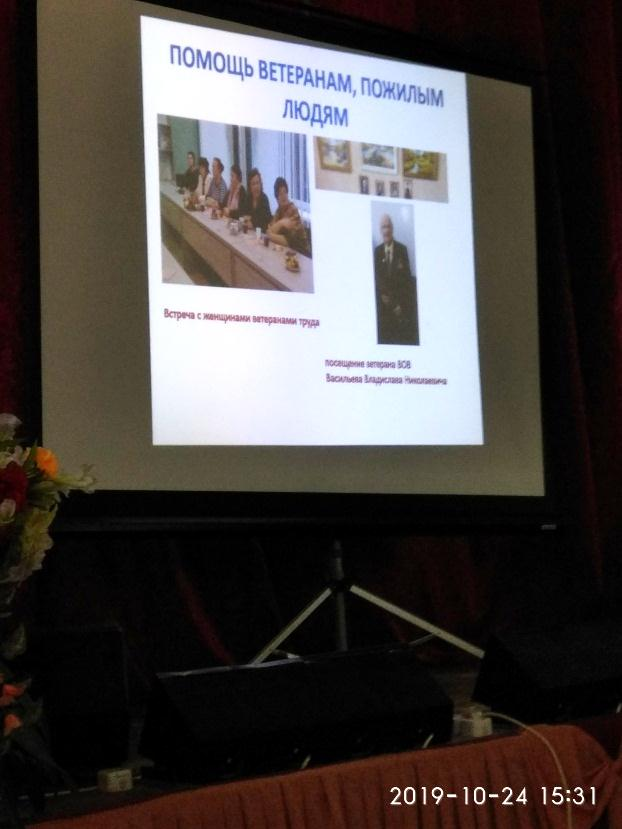 ПОМОЩЬ ВЕТЕРАНАМ, ПОЖИЛЫМ
ЛЮДЯМ
Встреча с женщинами ветеранами труда
посещение ветерана ВОВ
Васильева Владислава Николаевича
2019-10-24 15:31